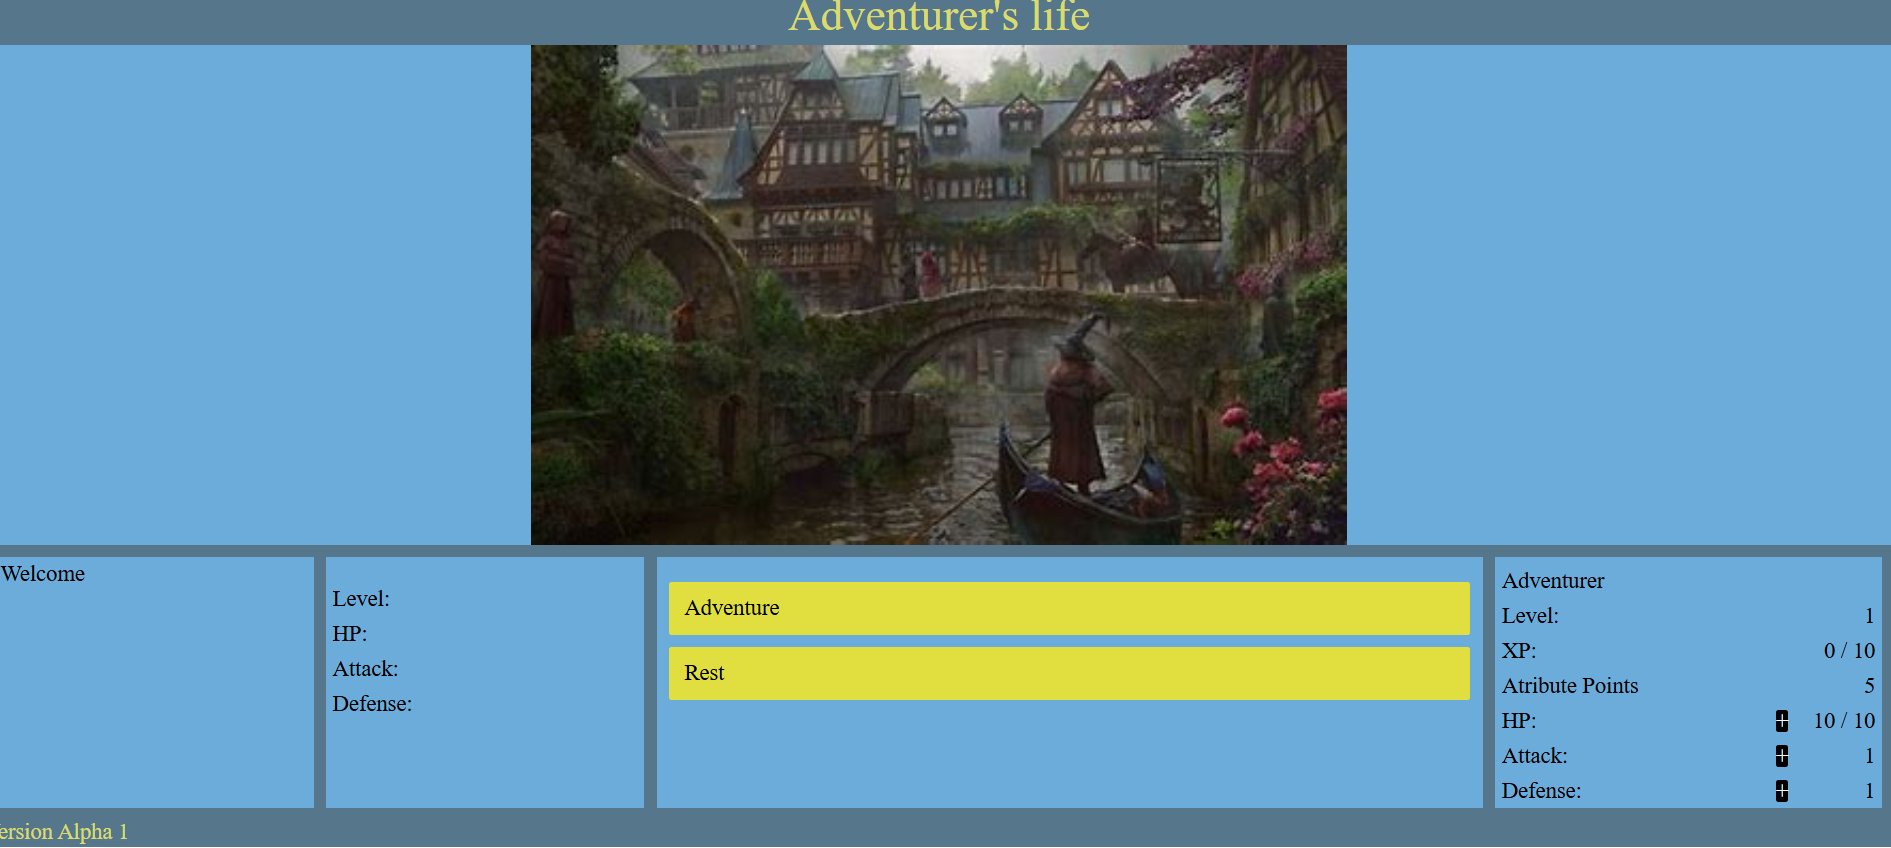 Adventurer's life
Welcome
Level:
HP:
Attack:
Defense:
Adventure
Rest
Adventurer
Level: 1
XP: 0 / 10
Atribute Points 5
HP: + 10 / 10
Attack: + 1
Defense: + 1
ersion Alpha 1